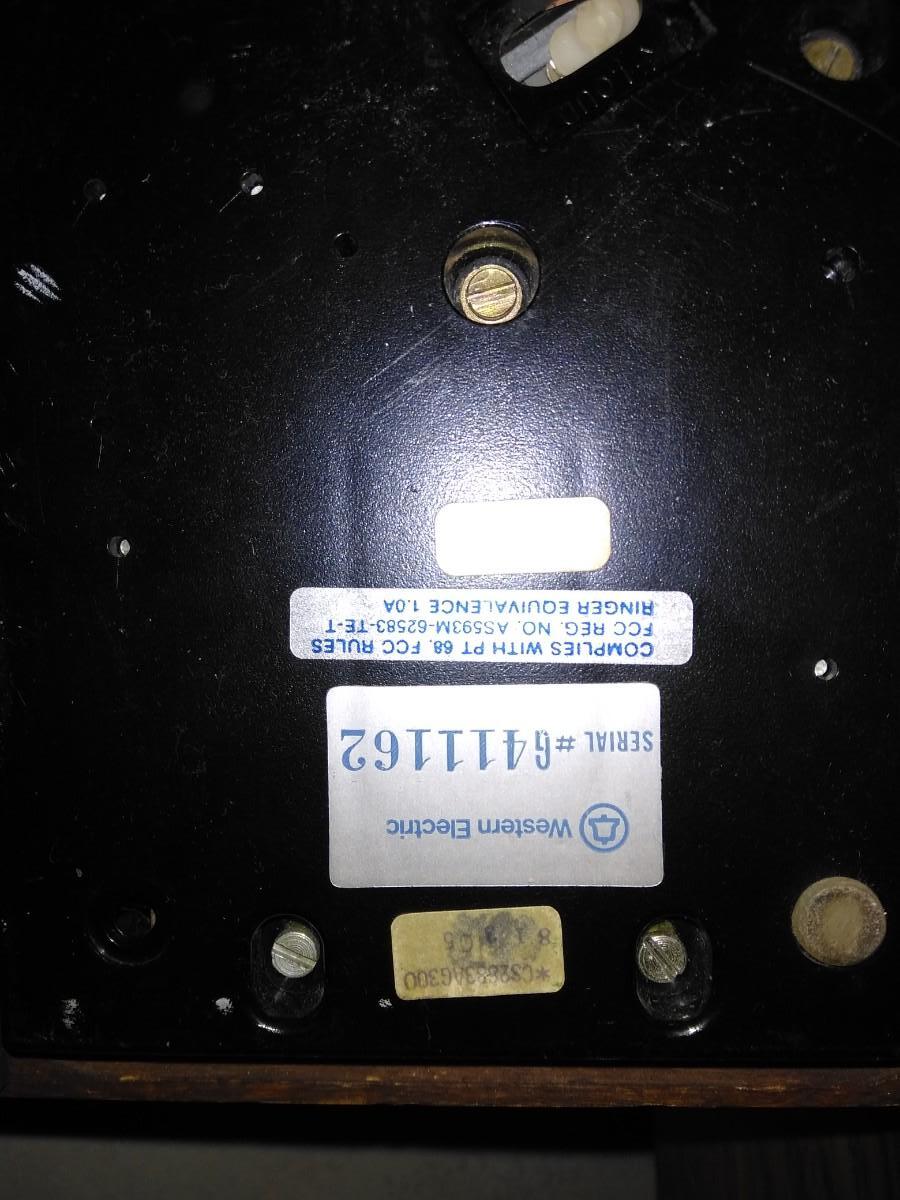 *CS2883AG30U
Western Electric
SERIAL #G411162
COMPLIES WITH PT 68, FCC RULES
FCC REG. NO. AS593M-62583-TE-T
RINGER EQUIVALENCE 1.0A